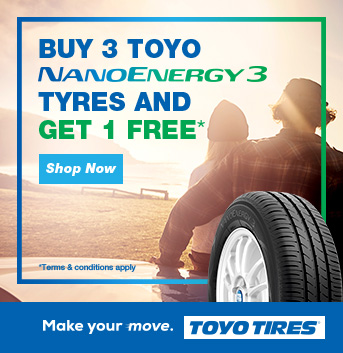 BUY 3 TOYO
NANOENERGY 3
TYRES AND
GET 1 FREE*
Shop Now
*Terms & conditions apply
Make your move.
TOYO TIRES